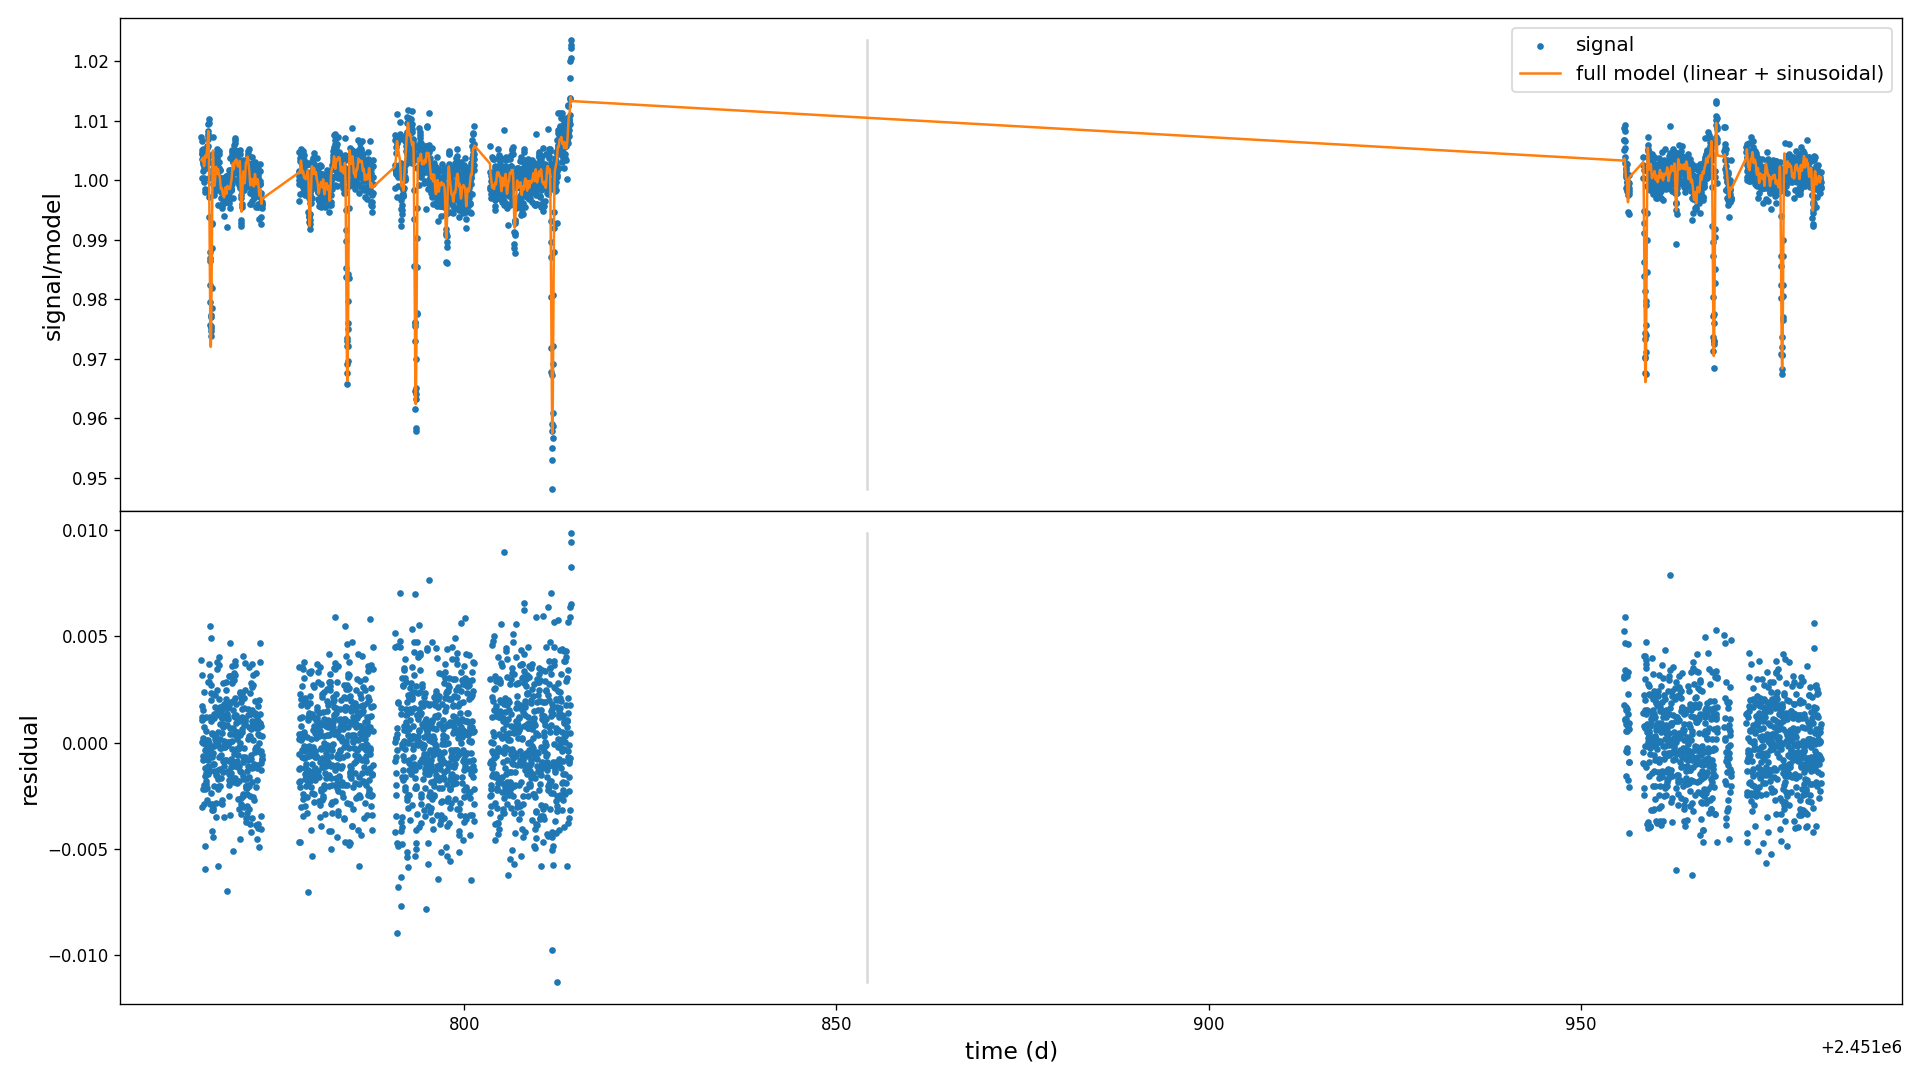 signal
full model (linear + sinusoidal)
1.02
1.01
1.00
0.99
0.98
0.97
0.96
0.95
signal/model
0.010
0.005
0.000
−0.005
−0.010
residual
800
850
900
950
time (d)
+2.451e6